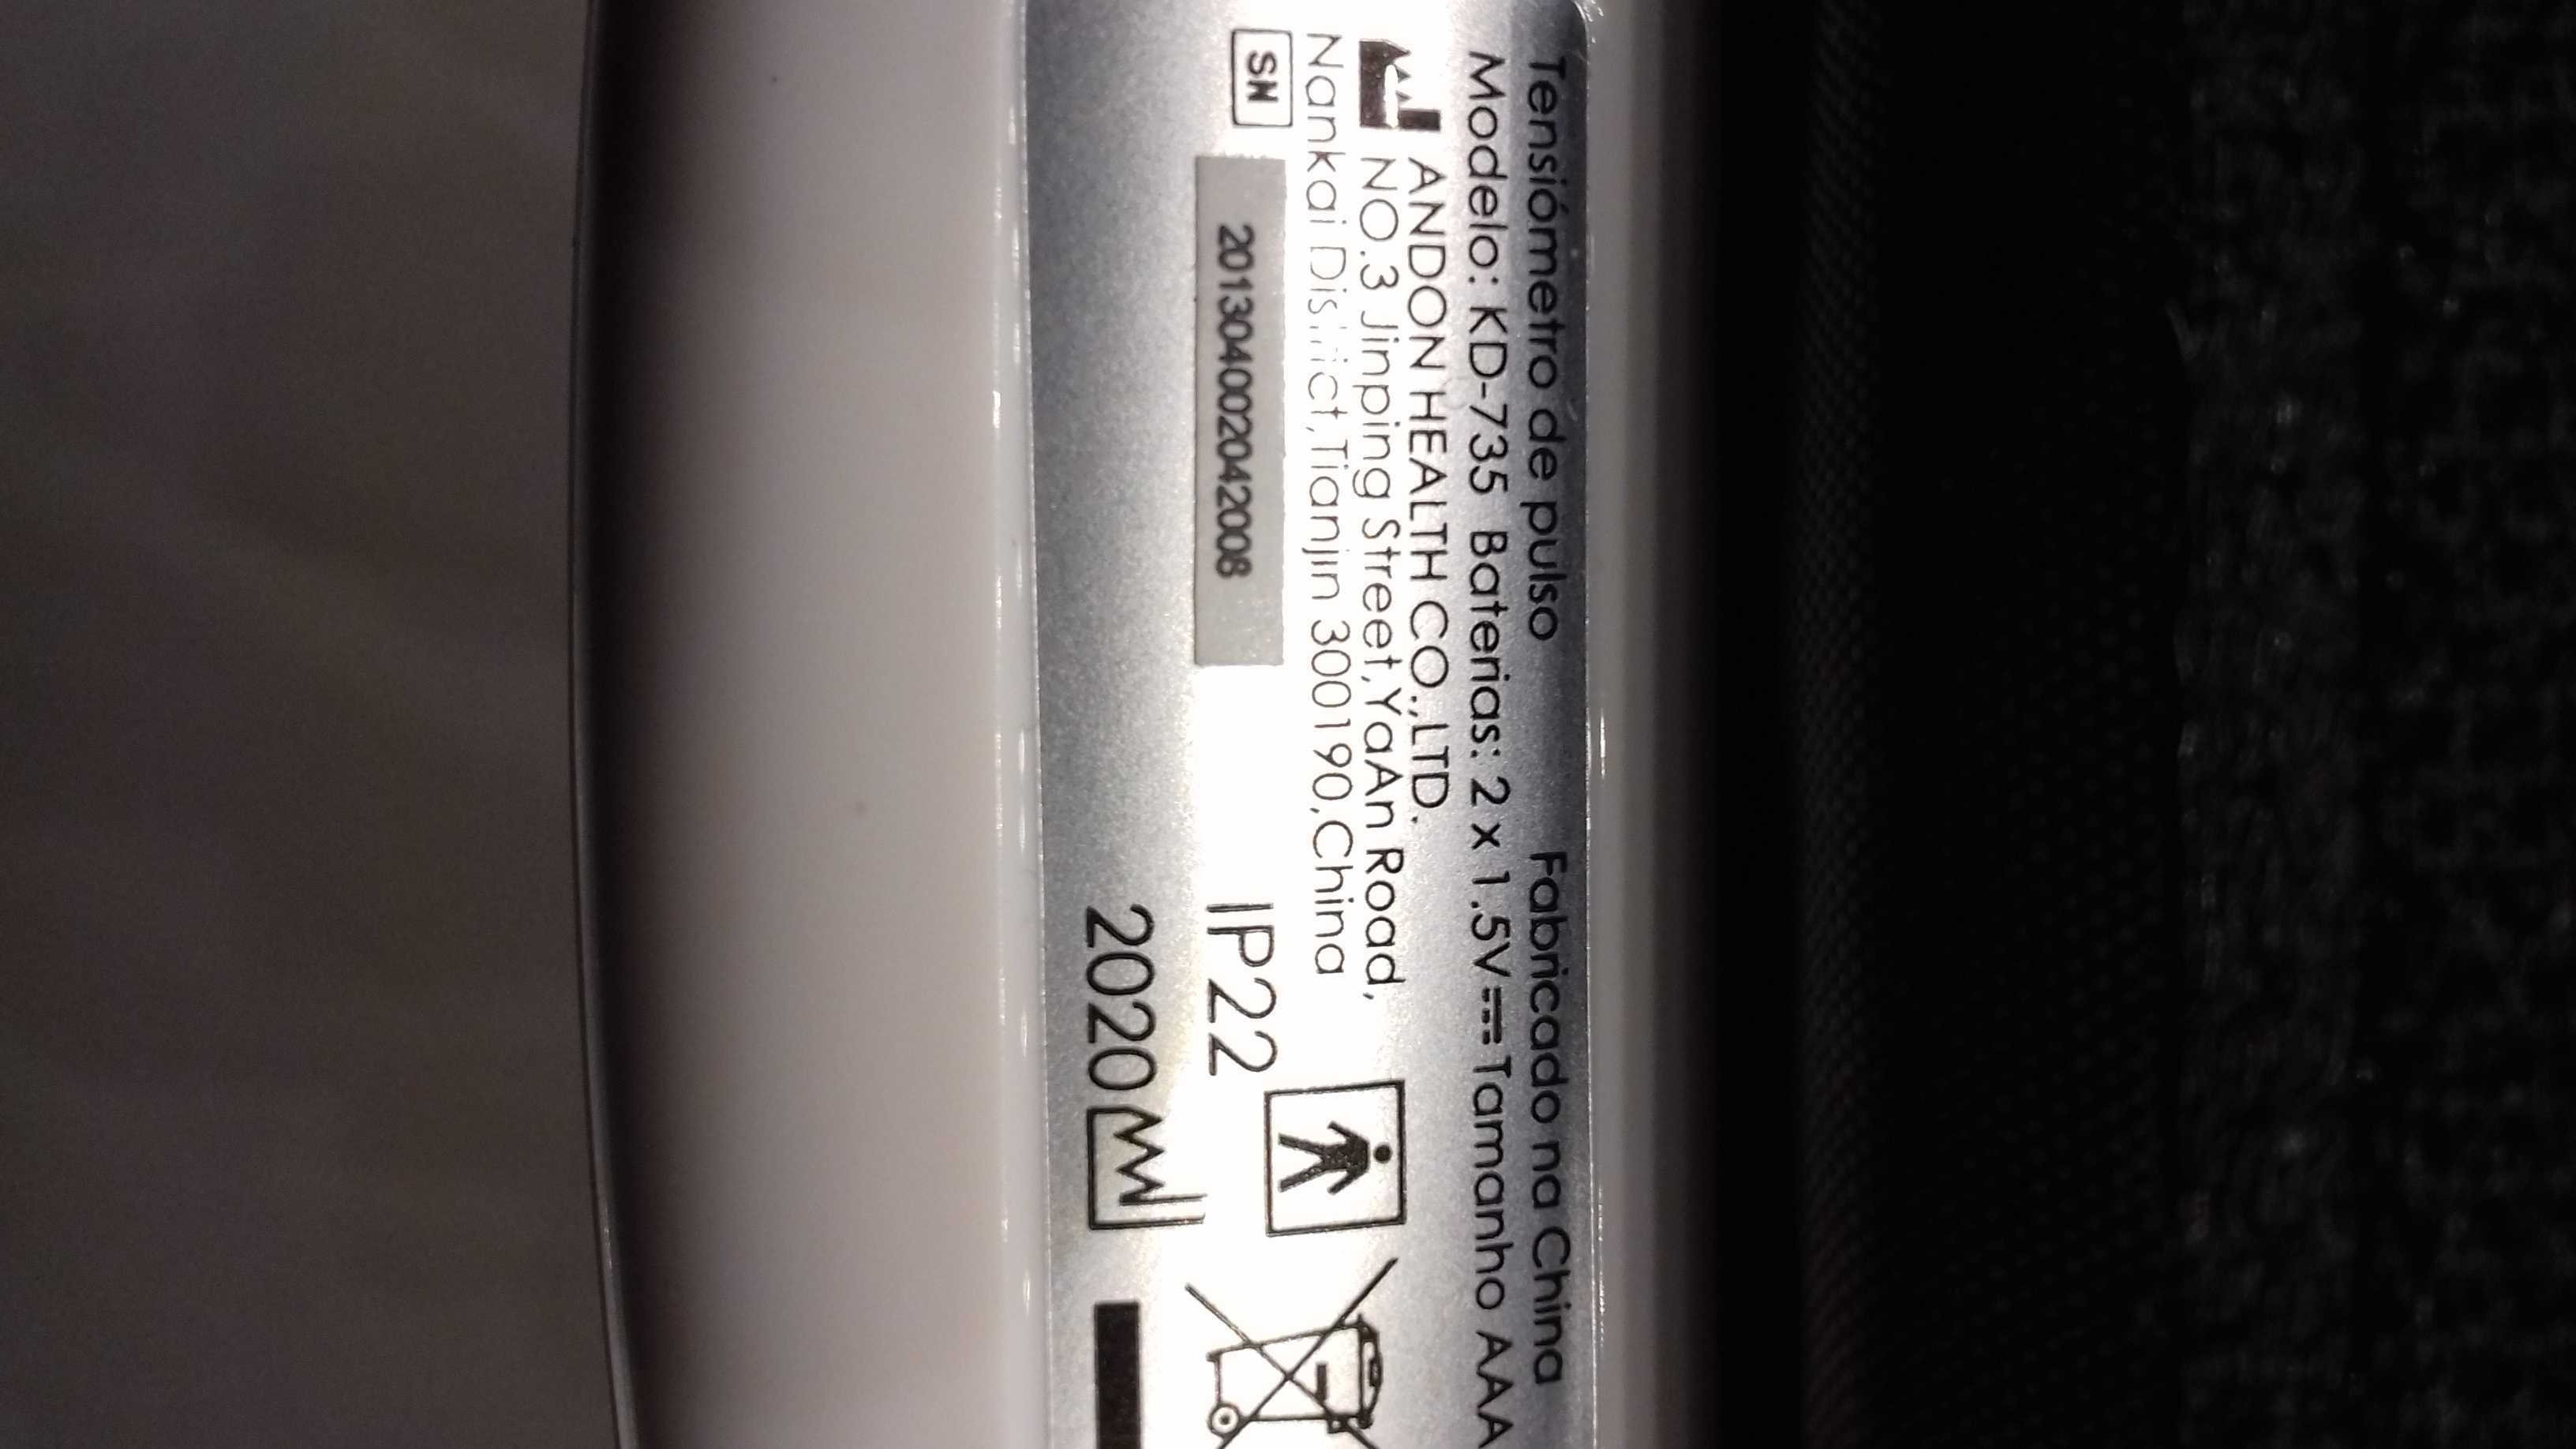 Tensiómetro de pulso Fabricado na China
Modelo: KD-735 Baterias: 2 x 1.5V⎓Tamanho AAA
ANDON HEALTH CO.,LTD.
NO.3 Jinping Street,YaAn Road,
Nankai District,Tianjin 300190,China
SN 201304002042008
IP22
2020